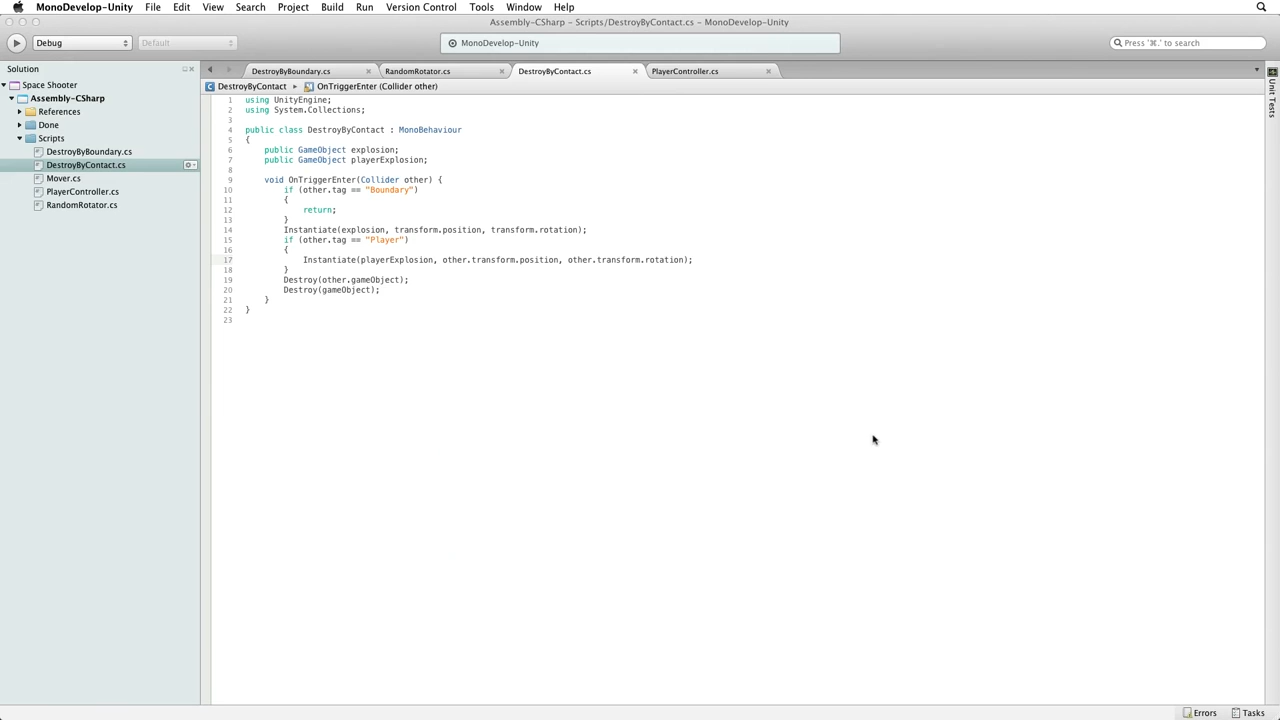 MonoDevelop-Unity File Edit View Search Project Build Run Version Control Tools Window Help
Assembly-CSharp – Scripts/DestroyByContact.cs – MonoDevelop-Unity
Debug Default MonoDevelop-Unity Press '⌘.' to search
Solution
Space Shooter
Assembly-CSharp
References
Done
Scripts
DestroyByBoundary.cs
DestroyByContact.cs
Mover.cs
PlayerController.cs
RandomRotator.cs
DestroyByBoundary.cs RandomRotator.cs DestroyByContact.cs PlayerController.cs
DestroyByContact OnTriggerEnter (Collider other)
1 using UnityEngine;
2 using System.Collections;
3
4 public class DestroyByContact : MonoBehaviour
5 {
6 public GameObject explosion;
7 public GameObject playerExplosion;
8
9 void OnTriggerEnter(Collider other) {
10 if (other.tag == "Boundary")
11 {
12 return;
13 }
14 Instantiate(explosion, transform.position, transform.rotation);
15 if (other.tag == "Player")
16 {
17 Instantiate(playerExplosion, other.transform.position, other.transform.rotation);
18 }
19 Destroy(other.gameObject);
20 Destroy(gameObject);
21 }
22 }
23
Unit Tests
Errors Tasks